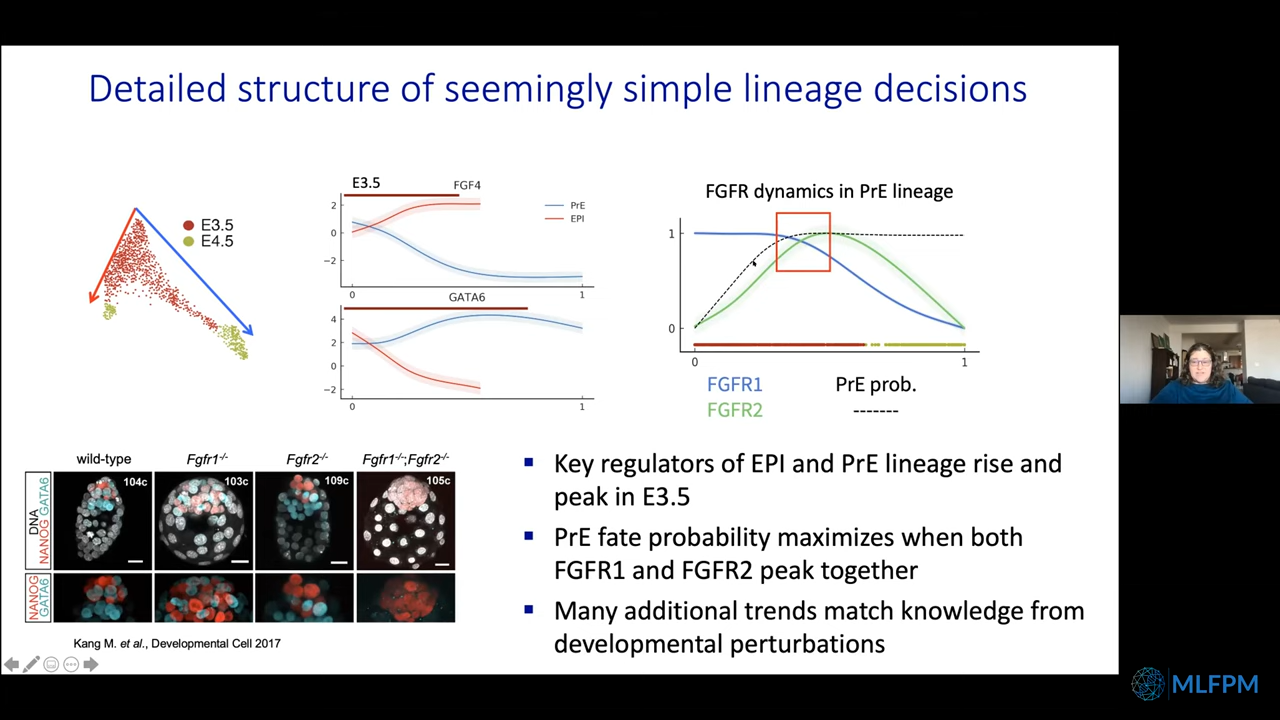 Detailed structure of seemingly simple lineage decisions
E3.5
E4.5
E3.5
FGF4
PrE
EPI
2
0
−2
0
1
GATA6
4
2
0
−2
0
1
FGFR dynamics in PrE lineage
1
0
0
1
FGFR1
PrE prob.
FGFR2
-------
wild-type
Fgfr1-/-
Fgfr2-/-
Fgfr1-/-;Fgfr2-/-
DNA
NANOG GATA6
104c
103c
109c
105c
NANOG
GATA6
Kang M. et al., Developmental Cell 2017
Key regulators of EPI and PrE lineage rise and
peak in E3.5
PrE fate probability maximizes when both
FGFR1 and FGFR2 peak together
Many additional trends match knowledge from
developmental perturbations
MLFPM